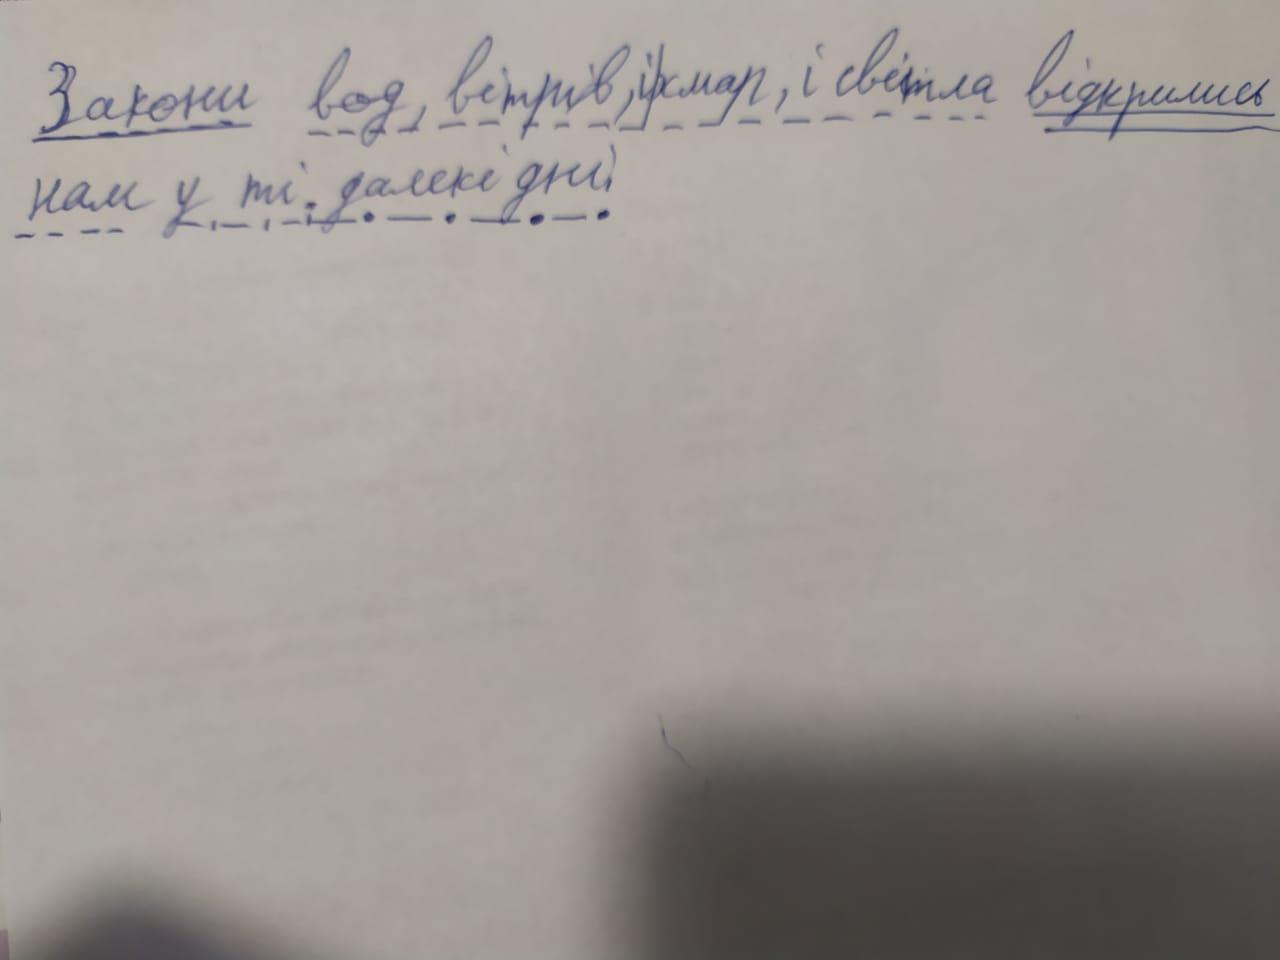 Закони вод, вітрів, і хмар, і світла відкрились
нам у ті далекі дні.